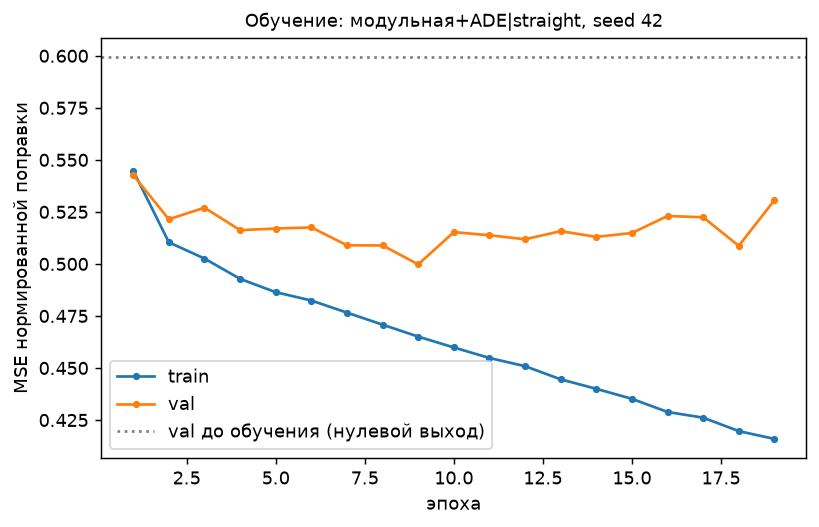 Обучение: модульная+ADE|straight, seed 42
MSE нормированной поправки
0.600
0.575
0.550
0.525
0.500
0.475
0.450
0.425
train
val
val до обучения (нулевой выход)
2.5 5.0 7.5 10.0 12.5 15.0 17.5
эпоха